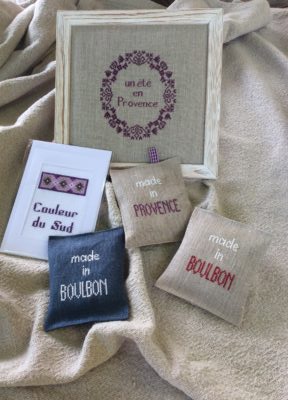 un été
en
Provence
made
in
PROVENCE
Couleur
du Sud
made
in
BOULBON
made
in
BOULBON